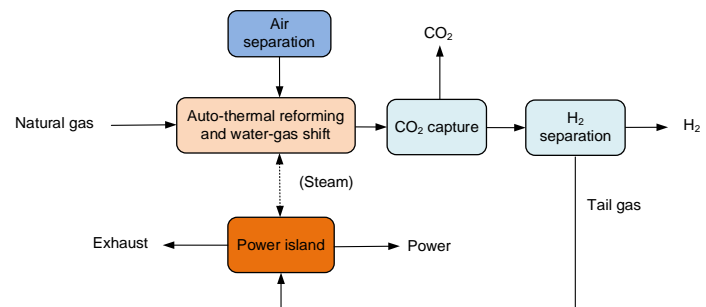 Air
separation
CO₂
Natural gas
Auto-thermal reforming
and water-gas shift
CO₂ capture
H₂
separation
H₂
(Steam)
Tail gas
Exhaust
Power island
Power